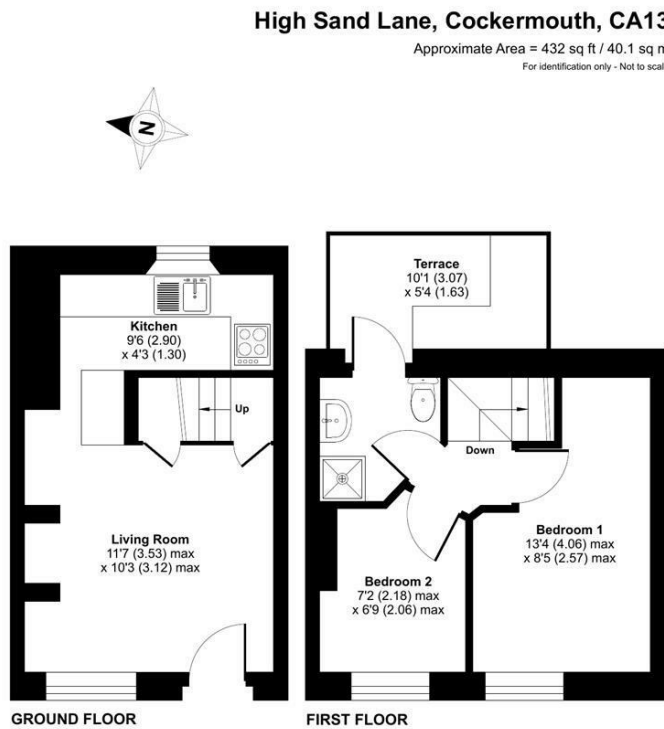 High Sand Lane, Cockermouth, CA13
Approximate Area = 432 sq ft / 40.1 sq m
For identification only - Not to scal
N
Terrace
10'1 (3.07)
x 5'4 (1.63)
Kitchen
9'6 (2.90)
x 4'3 (1.30)
Up
Down
Living Room
11'7 (3.53) max
x 10'3 (3.12) max
Bedroom 1
13'4 (4.06) max
x 8'5 (2.57) max
Bedroom 2
7'2 (2.18) max
x 6'9 (2.06) max
GROUND FLOOR
FIRST FLOOR